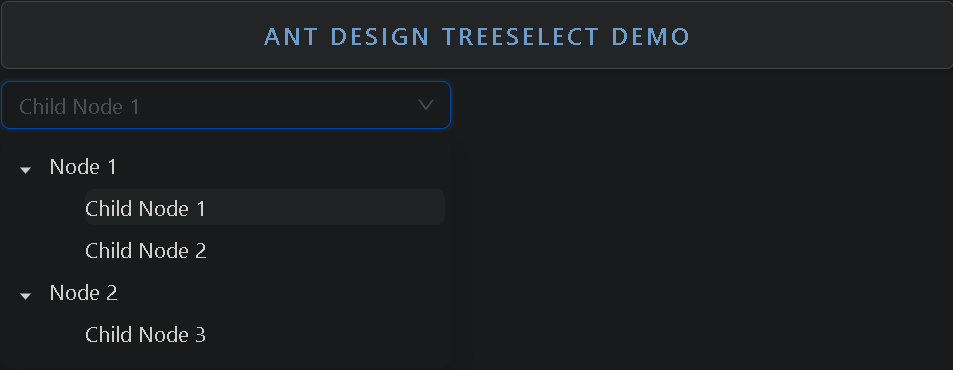 ANT DESIGN TREESELECT DEMO
Child Node 1
Node 1
Child Node 1
Child Node 2
Node 2
Child Node 3